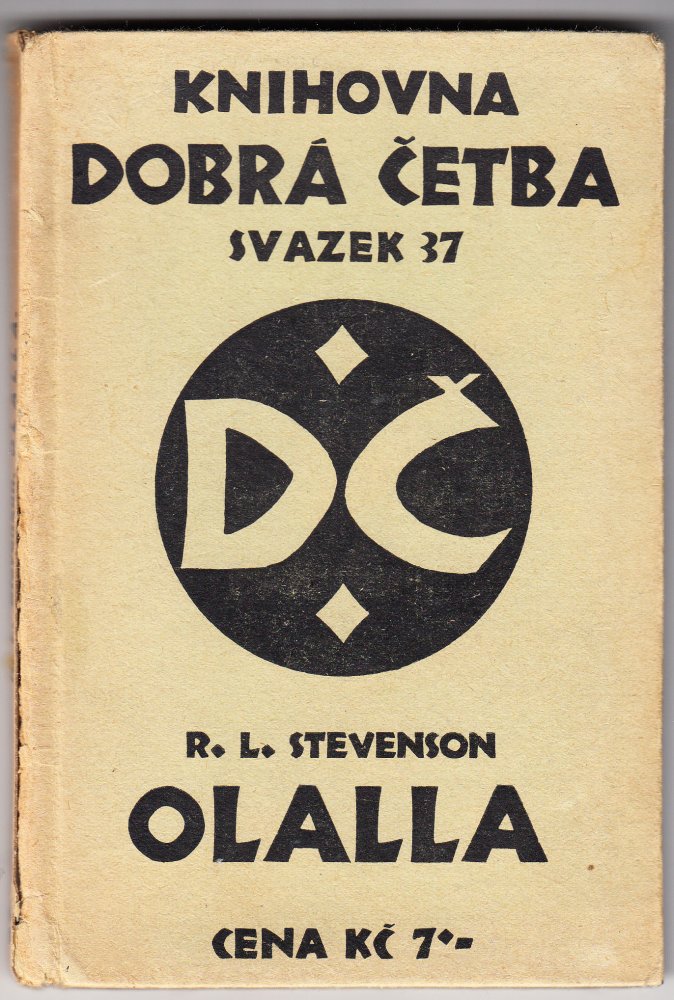 KNIHOVNA
DOBRÁ ČETBA
SVAZEK 37
DČ
R. L. STEVENSON
OLALLA
CENA KČ 7·-